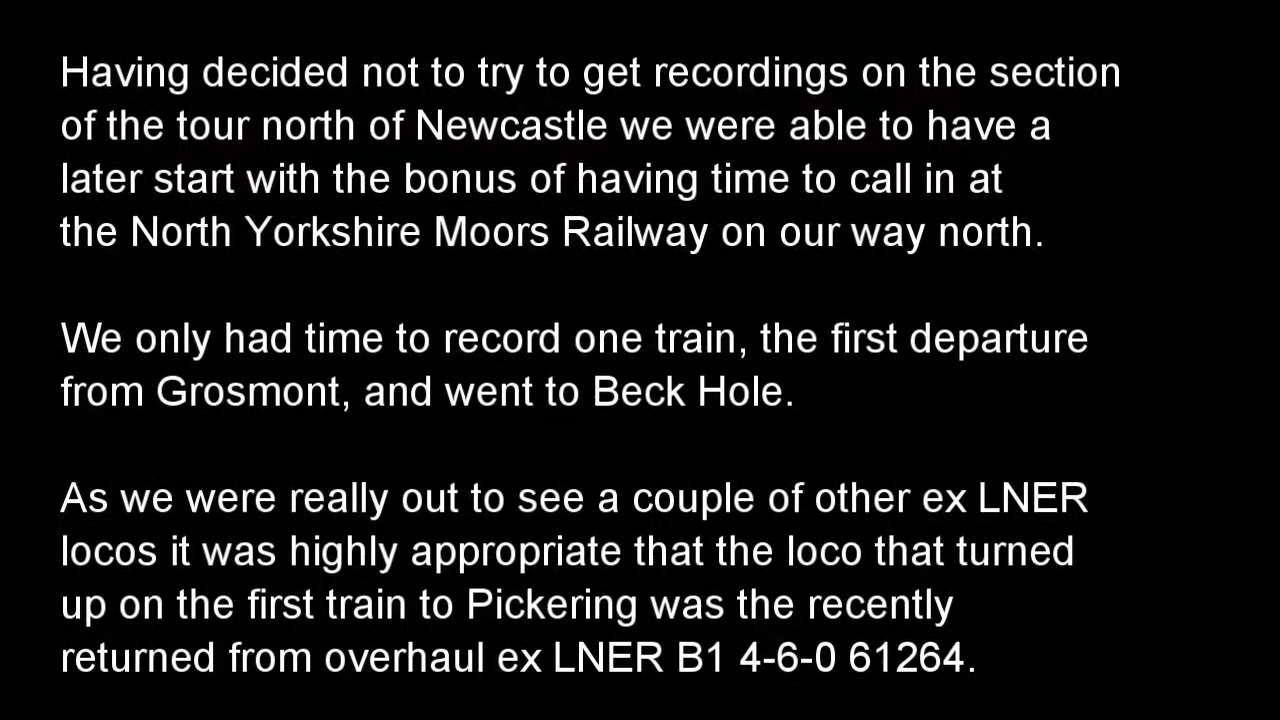 Having decided not to try to get recordings on the section
of the tour north of Newcastle we were able to have a
later start with the bonus of having time to call in at
the North Yorkshire Moors Railway on our way north.
We only had time to record one train, the first departure
from Grosmont, and went to Beck Hole.
As we were really out to see a couple of other ex LNER
locos it was highly appropriate that the loco that turned
up on the first train to Pickering was the recently
returned from overhaul ex LNER B1 4-6-0 61264.